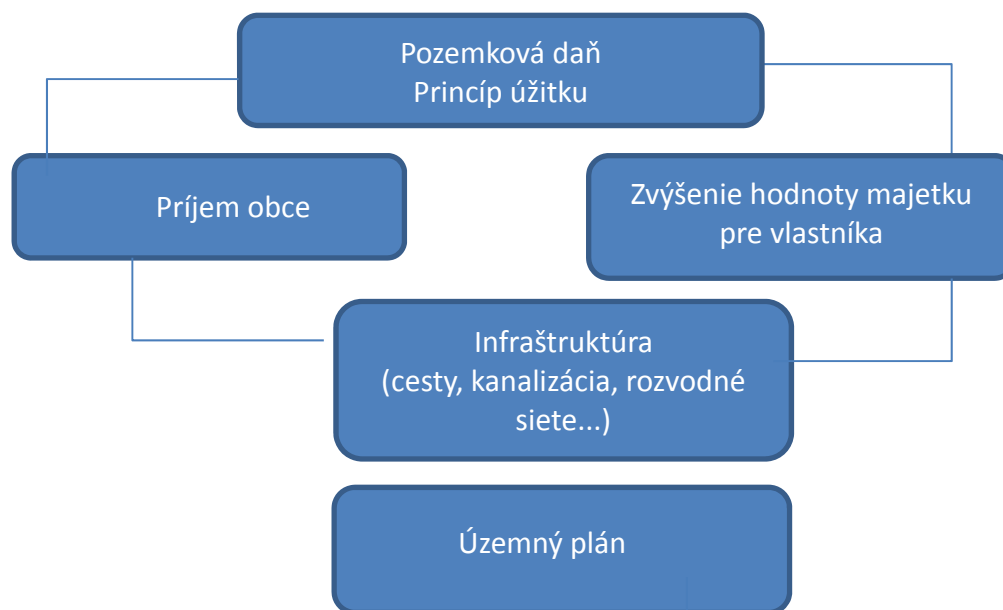 Pozemková daň
Princíp úžitku
Príjem obce
Zvýšenie hodnoty majetku
pre vlastníka
Infraštruktúra
(cesty, kanalizácia, rozvodné
siete...)
Územný plán